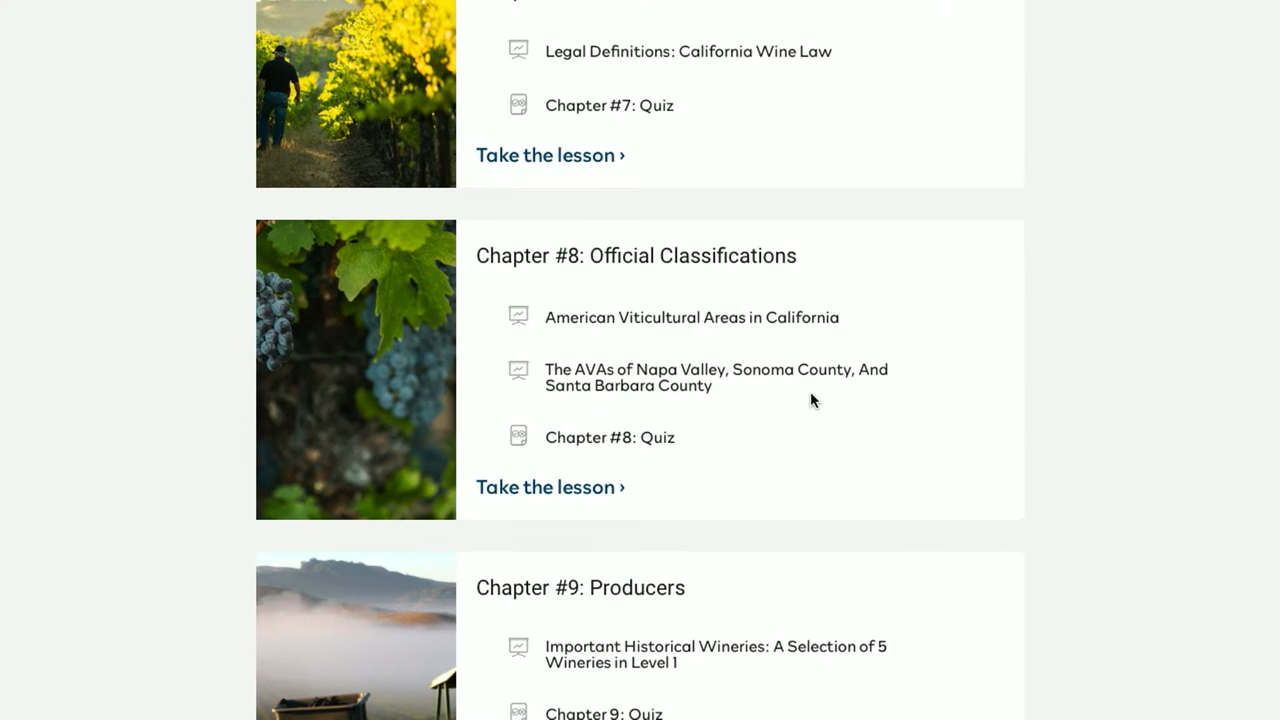 Legal Definitions: California Wine Law
Chapter #7: Quiz
Take the lesson ›
Chapter #8: Official Classifications
American Viticultural Areas in California
The AVAs of Napa Valley, Sonoma County, And
Santa Barbara County
Chapter #8: Quiz
Take the lesson ›
Chapter #9: Producers
Important Historical Wineries: A Selection of 5
Wineries in Level 1
Chapter 9: Quiz